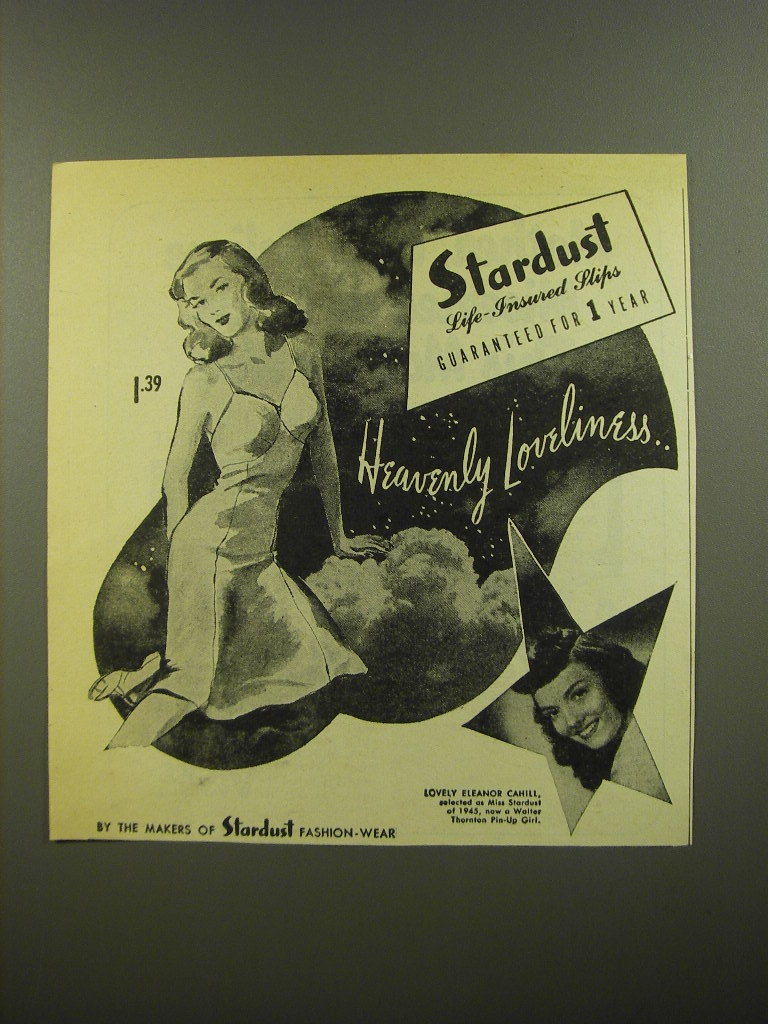 Stardust
Life-Insured Slips
GUARANTEED FOR 1 YEAR
1.39
Heavenly Loveliness..
LOVELY ELEANOR CAHILL,
selected as Miss Stardust
of 1945, now a Walter
Thornton Pin-Up Girl.
BY THE MAKERS OF Stardust FASHION-WEAR